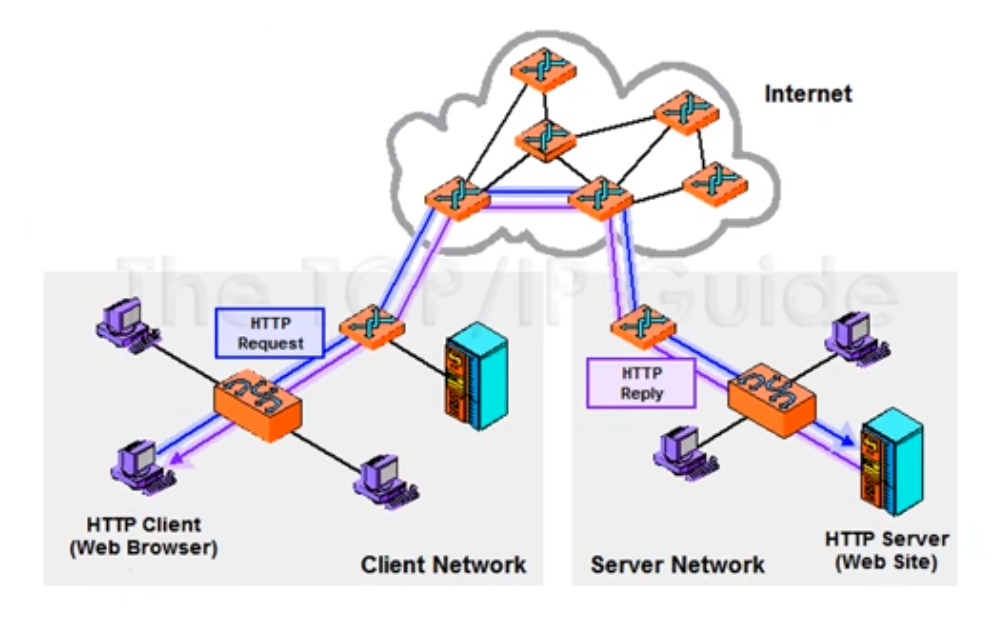 Internet
The TCP/IP Guide
HTTP
Request
HTTP
Reply
HTTP Client
(Web Browser)
Client Network
Server Network
HTTP Server
(Web Site)